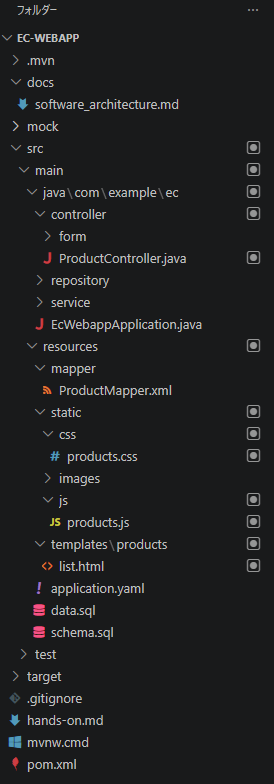 フォルダー
EC-WEBAPP
.mvn
docs
software_architecture.md
mock
src
main
java\com\example\ec
controller
form
ProductController.java
repository
service
EcWebappApplication.java
resources
mapper
ProductMapper.xml
static
css
products.css
images
js
products.js
templates\products
list.html
application.yaml
data.sql
schema.sql
test
target
.gitignore
hands-on.md
mvnw.cmd
pom.xml